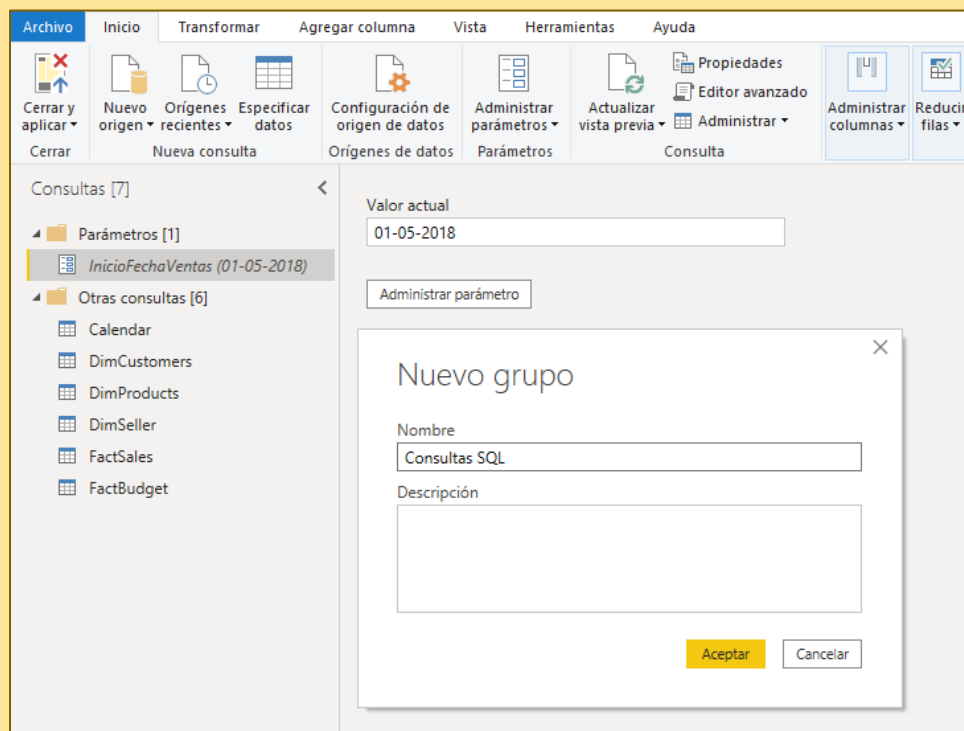 Archivo Inicio Transformar Agregar columna Vista Herramientas Ayuda
Cerrar y aplicar
Nuevo origen
Orígenes recientes
Especificar datos
Configuración de origen de datos
Administrar parámetros
Actualizar vista previa
Propiedades
Editor avanzado
Administrar
Administrar columnas
Reducir filas
Cerrar Nueva consulta Orígenes de datos Parámetros Consulta
Consultas [7]
Parámetros [1]
InicioFechaVentas (01-05-2018)
Otras consultas [6]
Calendar
DimCustomers
DimProducts
DimSeller
FactSales
FactBudget
Valor actual
01-05-2018
Administrar parámetro
Nuevo grupo
Nombre
Consultas SQL
Descripción
Aceptar Cancelar